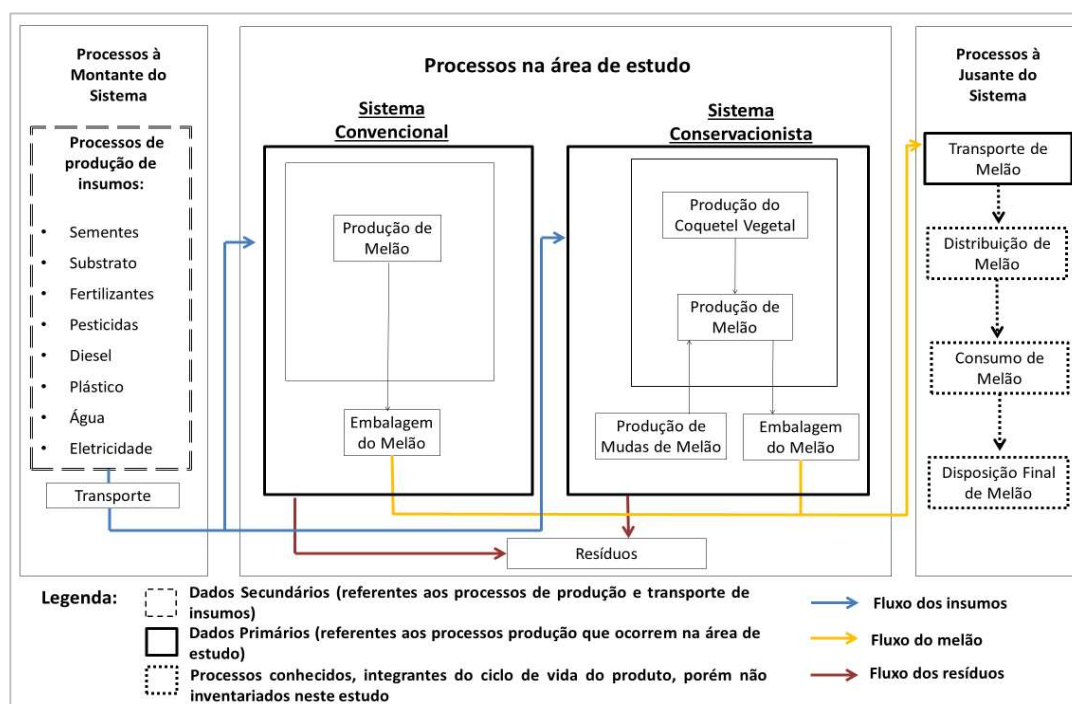 Processos à
Montante do
Sistema
Processos de
produção de
insumos:
• Sementes
• Substrato
• Fertilizantes
• Pesticidas
• Diesel
• Plástico
• Água
• Eletricidade
Transporte
Processos na área de estudo
Sistema
Convencional
Produção de
Melão
Embalagem
do Melão
Sistema
Conservacionista
Produção do
Coquetel Vegetal
Produção de
Melão
Produção de
Mudas de Melão
Embalagem
do Melão
Resíduos
Processos à
Jusante do
Sistema
Transporte de
Melão
Distribuição de
Melão
Consumo de
Melão
Disposição Final
de Melão
Legenda:
Dados Secundários (referentes aos processos de produção e transporte de
insumos)
Dados Primários (referentes aos processos produção que ocorrem na área de
estudo)
Processos conhecidos, integrantes do ciclo de vida do produto, porém não
inventariados neste estudo
Fluxo dos insumos
Fluxo do melão
Fluxo dos resíduos